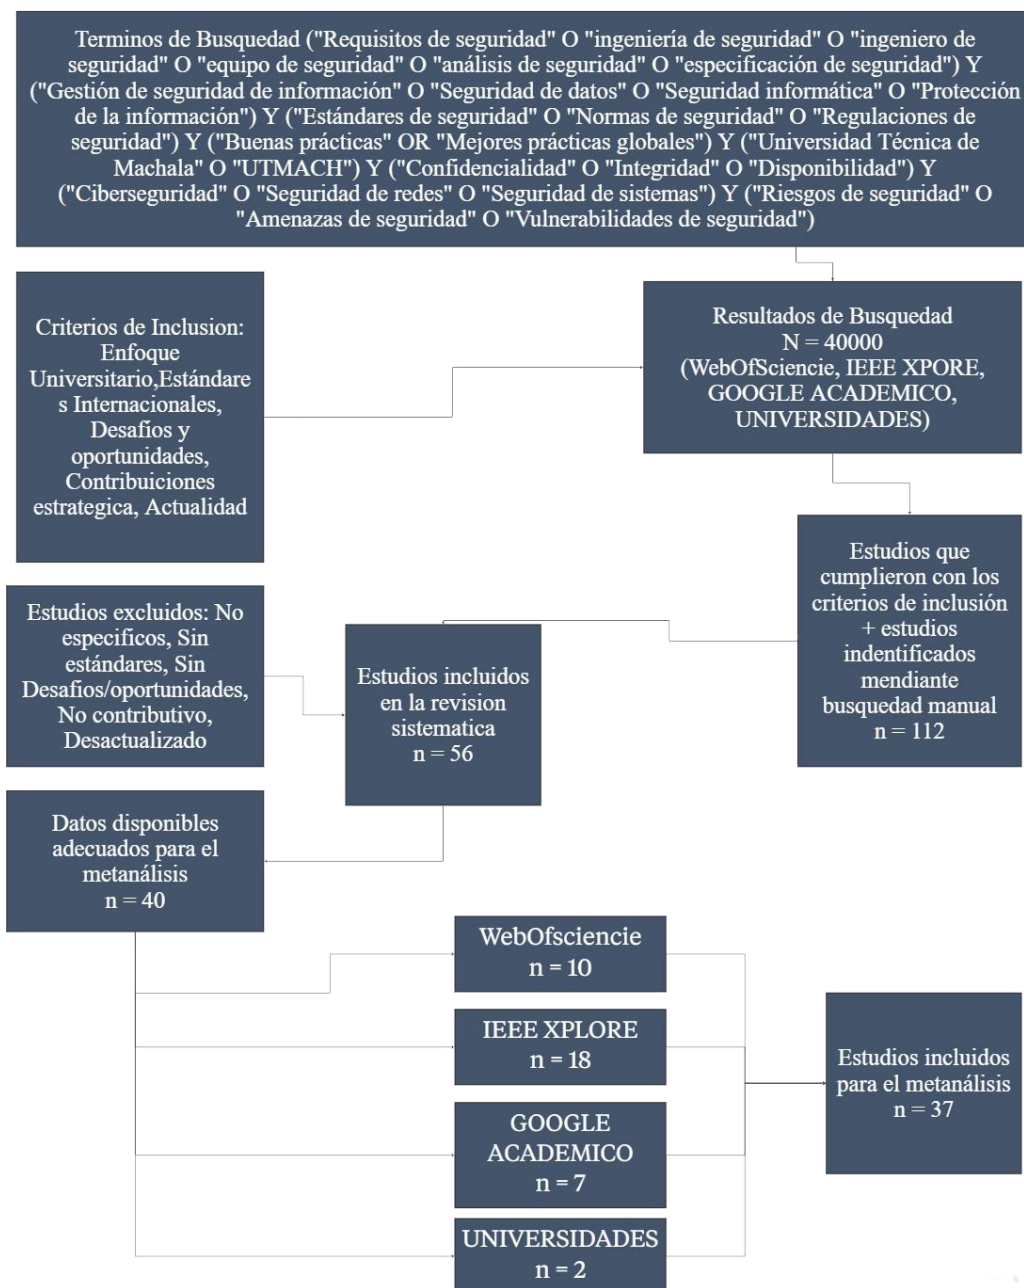 Terminos de Busquedad ("Requisitos de seguridad" O "ingeniería de seguridad" O "ingeniero de
seguridad" O "equipo de seguridad" O "análisis de seguridad" O "especificación de seguridad") Y
("Gestión de seguridad de información" O "Seguridad de datos" O "Seguridad informática" O "Protección
de la información") Y ("Estándares de seguridad" O "Normas de seguridad" O "Regulaciones de
seguridad") Y ("Buenas prácticas" OR "Mejores prácticas globales") Y ("Universidad Técnica de
Machala" O "UTMACH") Y ("Confidencialidad" O "Integridad" O "Disponibilidad") Y
("Ciberseguridad" O "Seguridad de redes" O "Seguridad de sistemas") Y ("Riesgos de seguridad" O
"Amenazas de seguridad" O "Vulnerabilidades de seguridad")
Criterios de Inclusion:
Enfoque
Universitario,Estándare
s Internacionales,
Desafíos y
oportunidades,
Contribuiciones
estrategica, Actualidad
Resultados de Busquedad
N = 40000
(WebOfSciencie, IEEE XPORE,
GOOGLE ACADEMICO,
UNIVERSIDADES)
Estudios que
cumplieron con los
criterios de inclusión
+ estudios
indentificados
mendiante
busquedad manual
n = 112
Estudios excluidos: No
especificos, Sin
estándares, Sin
Desafios/oportunidades,
No contributivo,
Desactualizado
Estudios incluidos
en la revision
sistematica
n = 56
Datos disponibles
adecuados para el
metanálisis
n = 40
WebOfsciencie
n = 10
IEEE XPLORE
n = 18
GOOGLE
ACADEMICO
n = 7
UNIVERSIDADES
n = 2
Estudios incluidos
para el metanálisis
n = 37